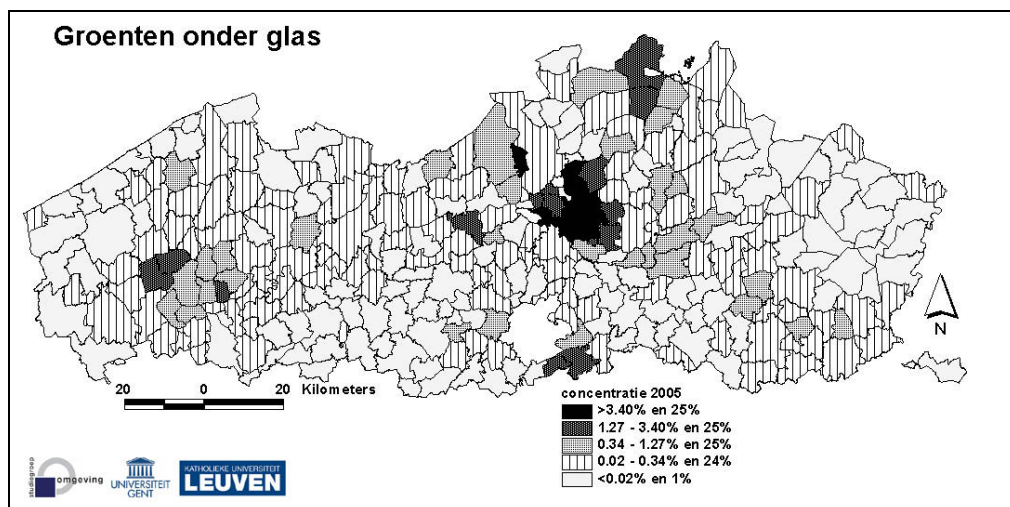 Groenten onder glas
N
20 0 20 Kilometers
concentratie 2005
>3.40% en 25%
1.27 - 3.40% en 25%
0.34 - 1.27% en 25%
0.02 - 0.34% en 24%
<0.02% en 1%
studiegroep
omgeving
UNIVERSITEIT
GENT
KATHOLIEKE UNIVERSITEIT
LEUVEN